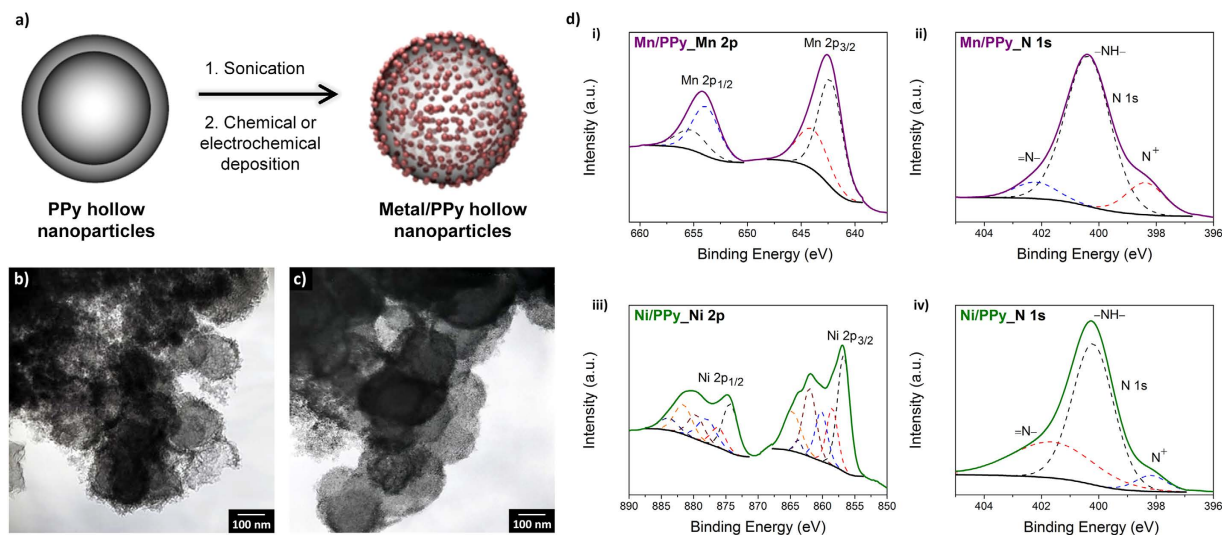 a)
1. Sonication
2. Chemical or
electrochemical
deposition
PPy hollow
nanoparticles
Metal/PPy hollow
nanoparticles
b)
100 nm
c)
100 nm
d)
i)
Mn/PPy_Mn 2p
Mn 2p3/2
Mn 2p1/2
Intensity (a.u.)
660 655 650 645 640
Binding Energy (eV)
ii)
Mn/PPy_N 1s
–NH–
N 1s
=N–
N+
Intensity (a.u.)
404 402 400 398 396
Binding Energy (eV)
iii)
Ni/PPy_Ni 2p
Ni 2p3/2
Ni 2p1/2
Intensity (a.u.)
890 885 880 875 870 865 860 855 850
Binding Energy (eV)
iv)
Ni/PPy_N 1s
–NH–
N 1s
=N–
N+
Intensity (a.u.)
404 402 400 398 396
Binding Energy (eV)